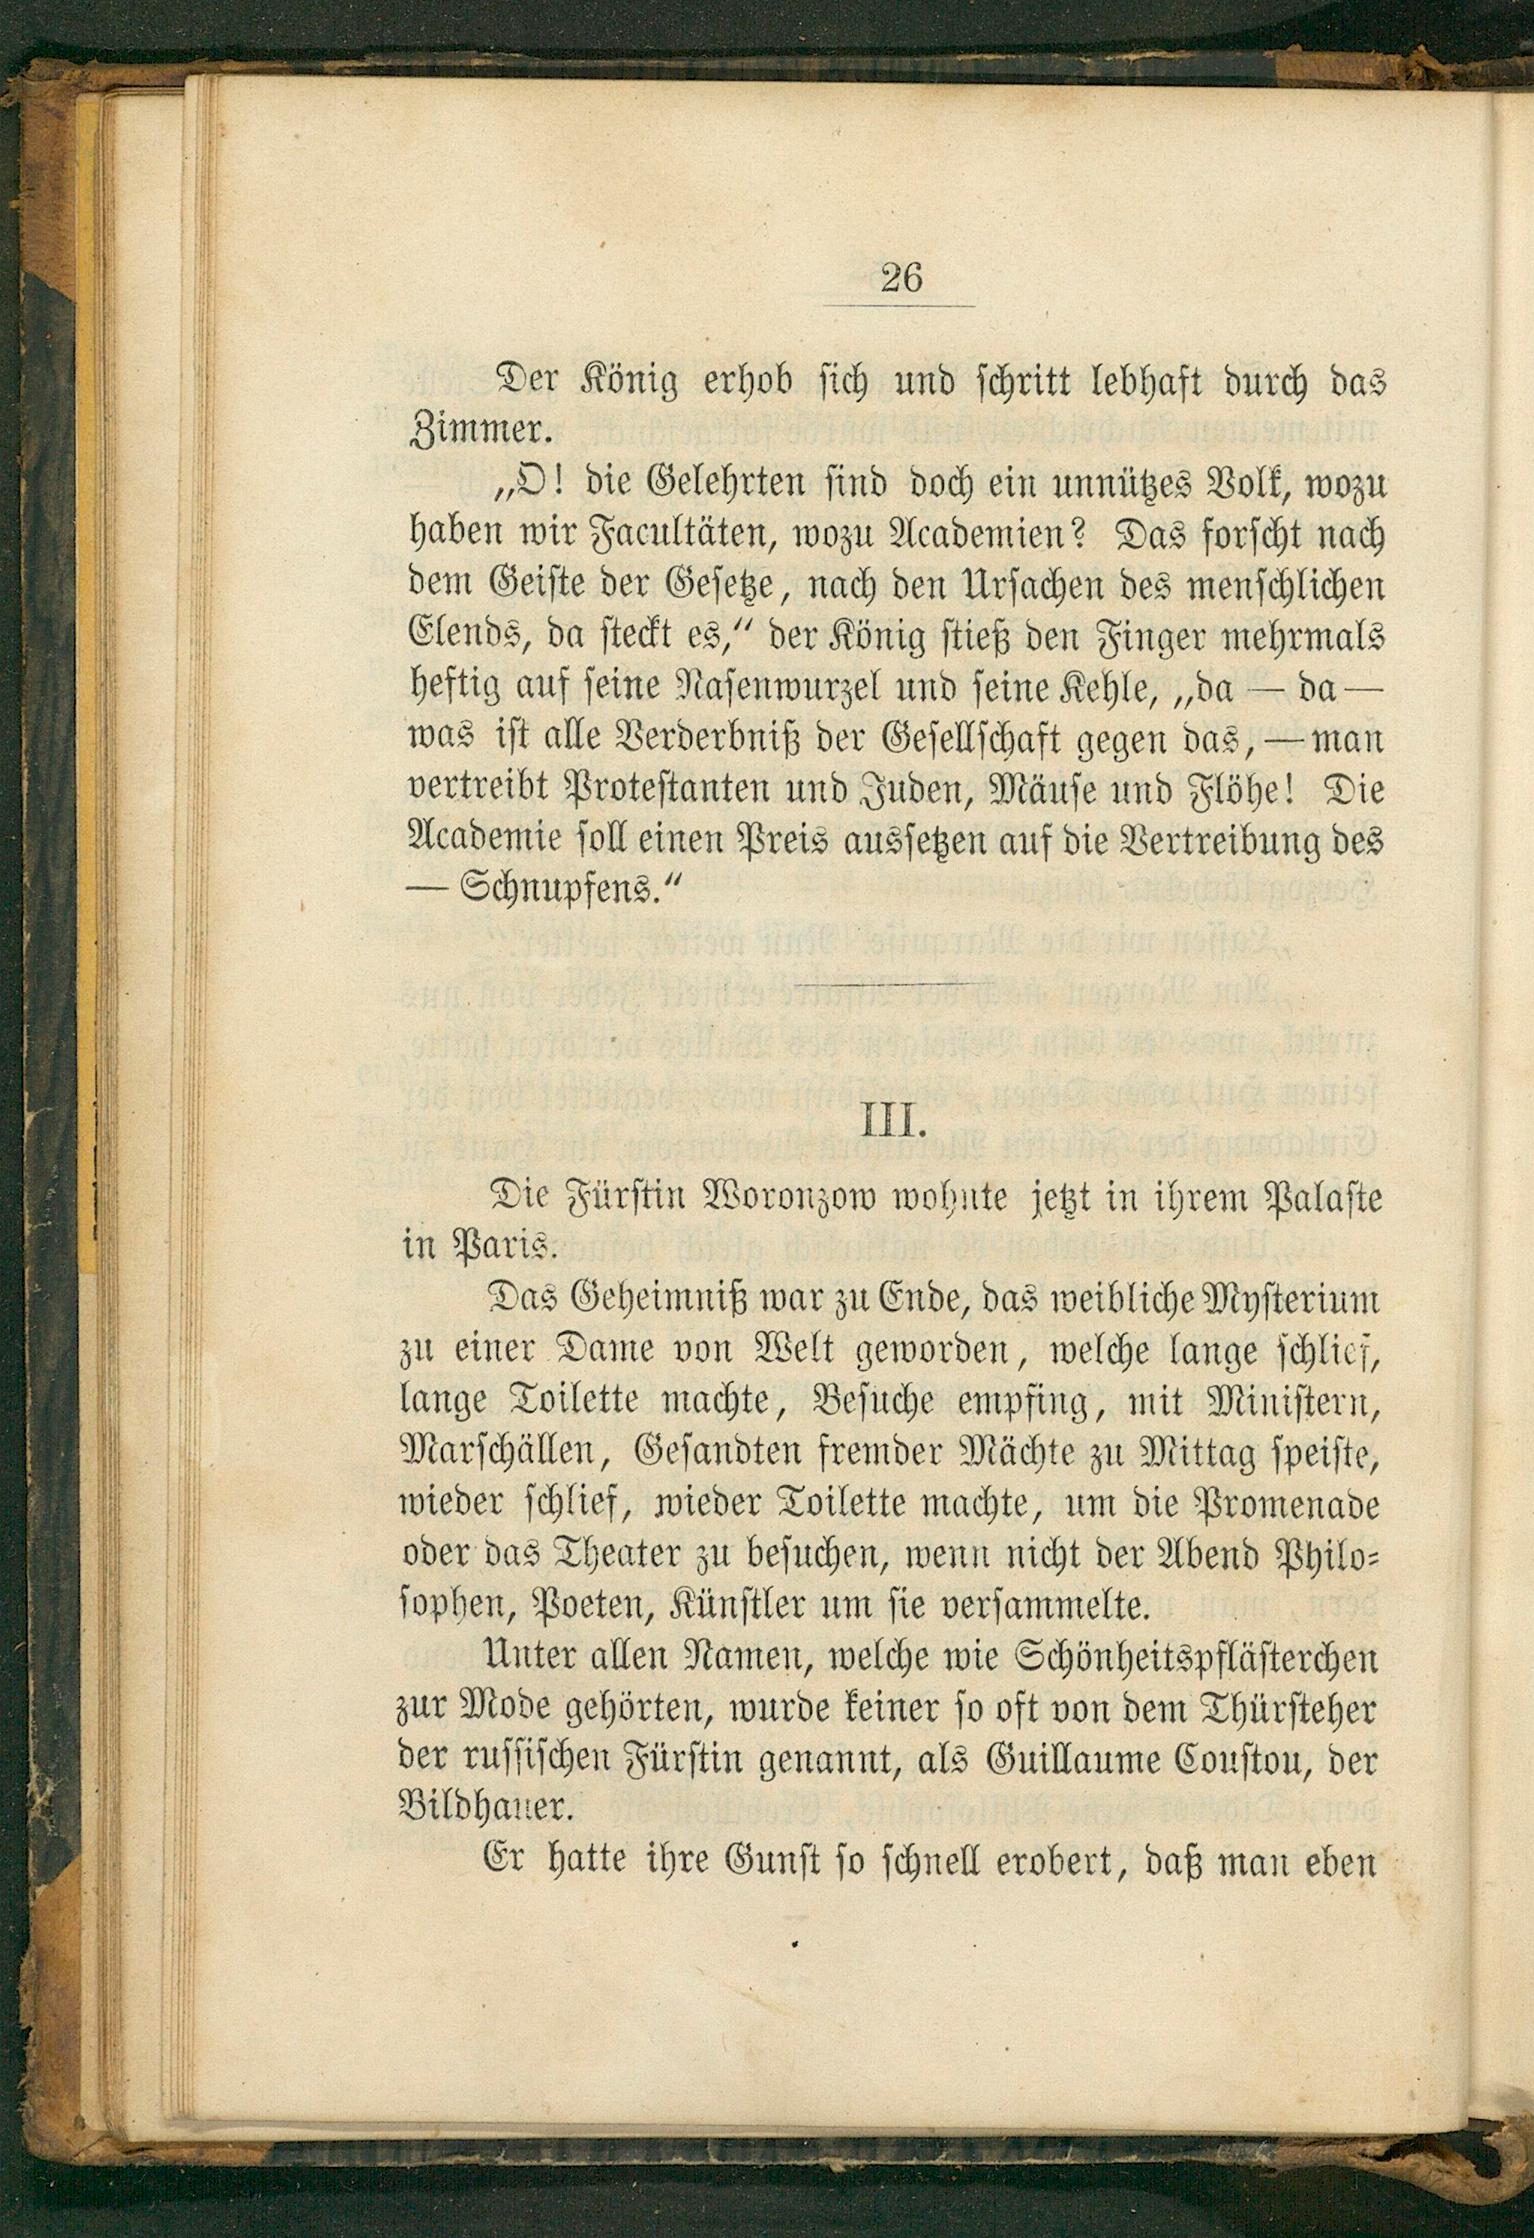 26
Der König erhob sich und schritt lebhaft durch das
Zimmer.
„O! die Gelehrten sind doch ein unnützes Volk, wozu
haben wir Facultäten, wozu Academien? Das forscht nach
dem Geiste der Gesetze, nach den Ursachen des menschlichen
Elends, da steckt es,“ der König stieß den Finger mehrmals
heftig auf seine Nasenwurzel und seine Kehle, „da — da —
was ist alle Verderbniß der Gesellschaft gegen das, — man
vertreibt Protestanten und Juden, Mäuse und Flöhe! Die
Academie soll einen Preis aussetzen auf die Vertreibung des
— Schnupfens.“
III.
Die Fürstin Woronzow wohnte jetzt in ihrem Palaste
in Paris.
Das Geheimniß war zu Ende, das weibliche Mysterium
zu einer Dame von Welt geworden, welche lange schlief,
lange Toilette machte, Besuche empfing, mit Ministern,
Marschällen, Gesandten fremder Mächte zu Mittag speiste,
wieder schlief, wieder Toilette machte, um die Promenade
oder das Theater zu besuchen, wenn nicht der Abend Philo-
sophen, Poeten, Künstler um sie versammelte.
Unter allen Namen, welche wie Schönheitspflästerchen
zur Mode gehörten, wurde keiner so oft von dem Thürsteher
der russischen Fürstin genannt, als Guillaume Coustou, der
Bildhauer.
Er hatte ihre Gunst so schnell erobert, daß man eben